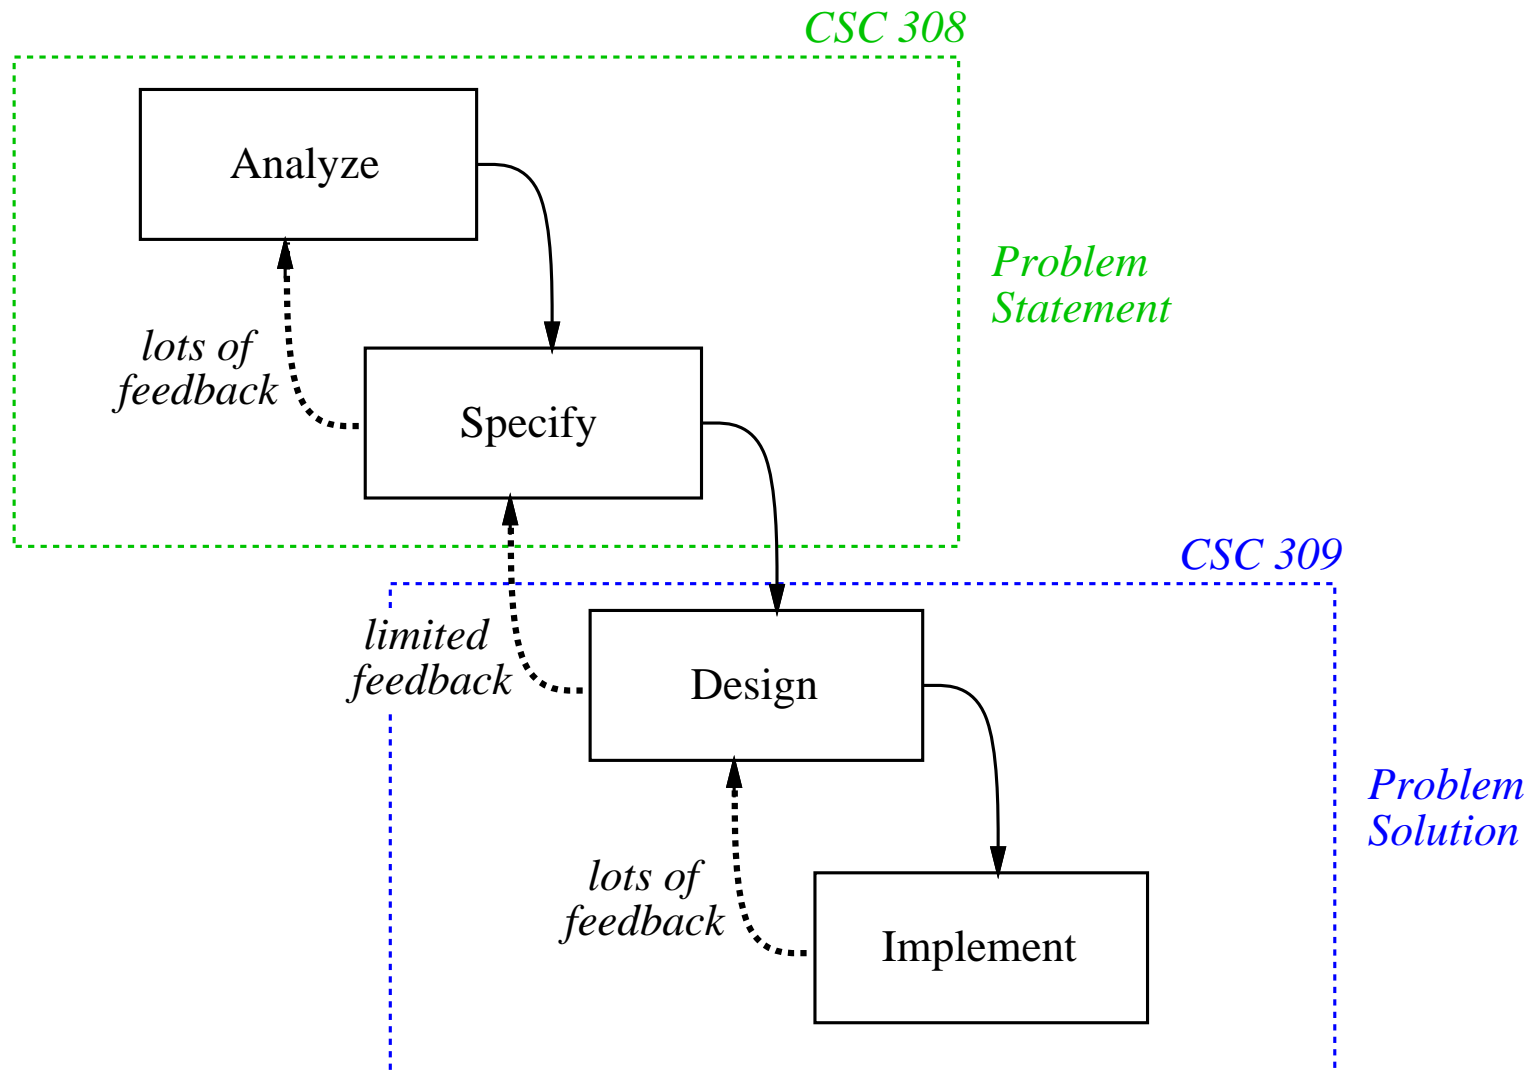 CSC 308
Analyze
Problem
Statement
lots of
feedback
Specify
CSC 309
limited
feedback
Design
Problem
Solution
lots of
feedback
Implement